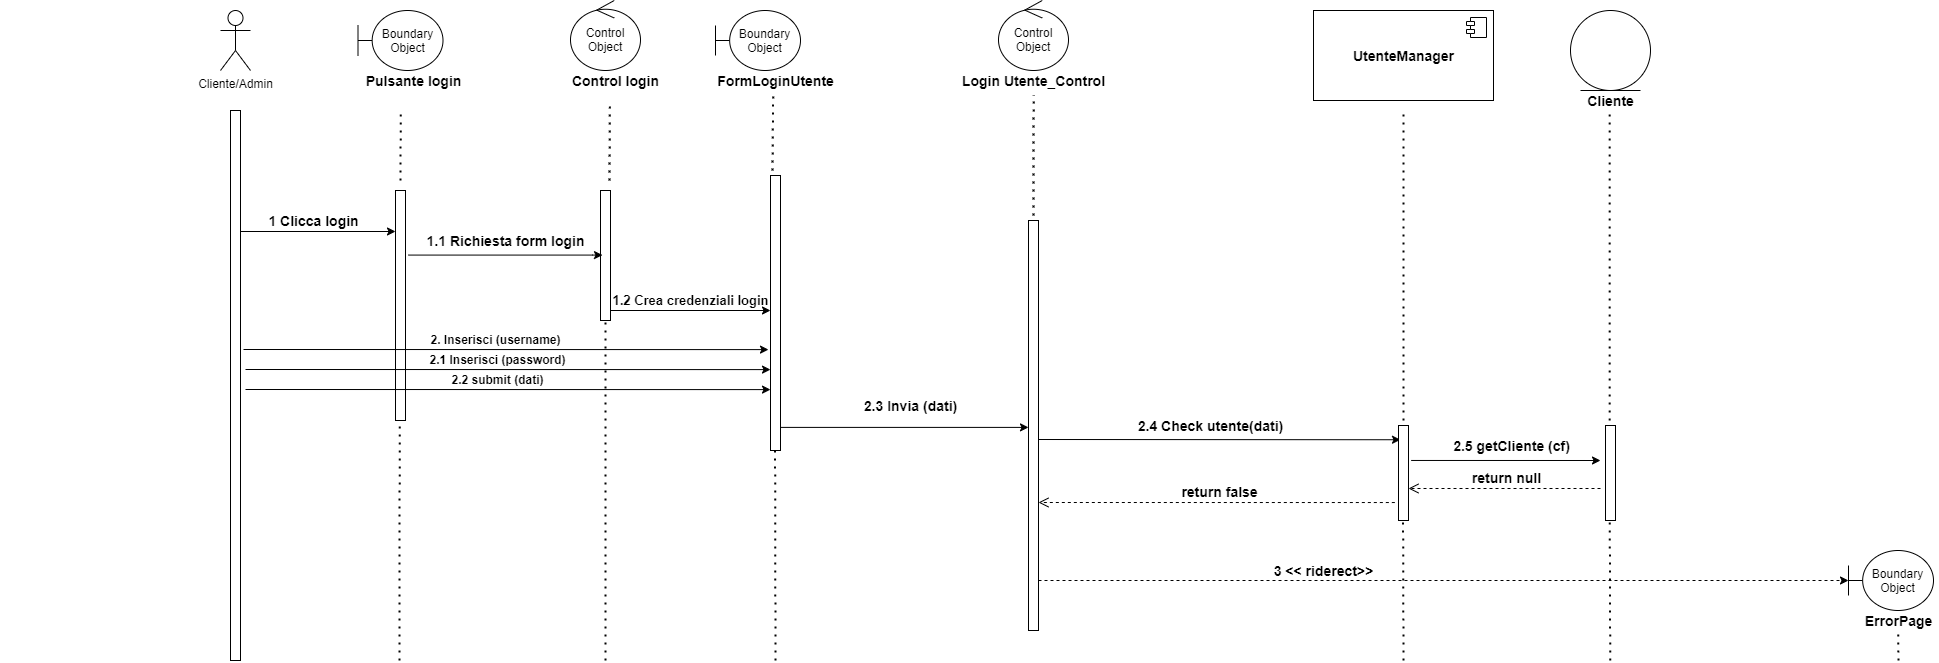 Boundary
Object
Control
Object
Boundary
Object
Control
Object
UtenteManager
Cliente/Admin
Pulsante login
Control login
FormLoginUtente
Login Utente_Control
Cliente
1 Clicca login
1.1 Richiesta form login
1.2 Crea credenziali login
2. Inserisci (username)
2.1 Inserisci (password)
2.2 submit (dati)
2.3 Invia (dati)
2.4 Check utente(dati)
2.5 getCliente (cf)
return null
return false
3 << riderect>>
Boundary
Object
ErrorPage